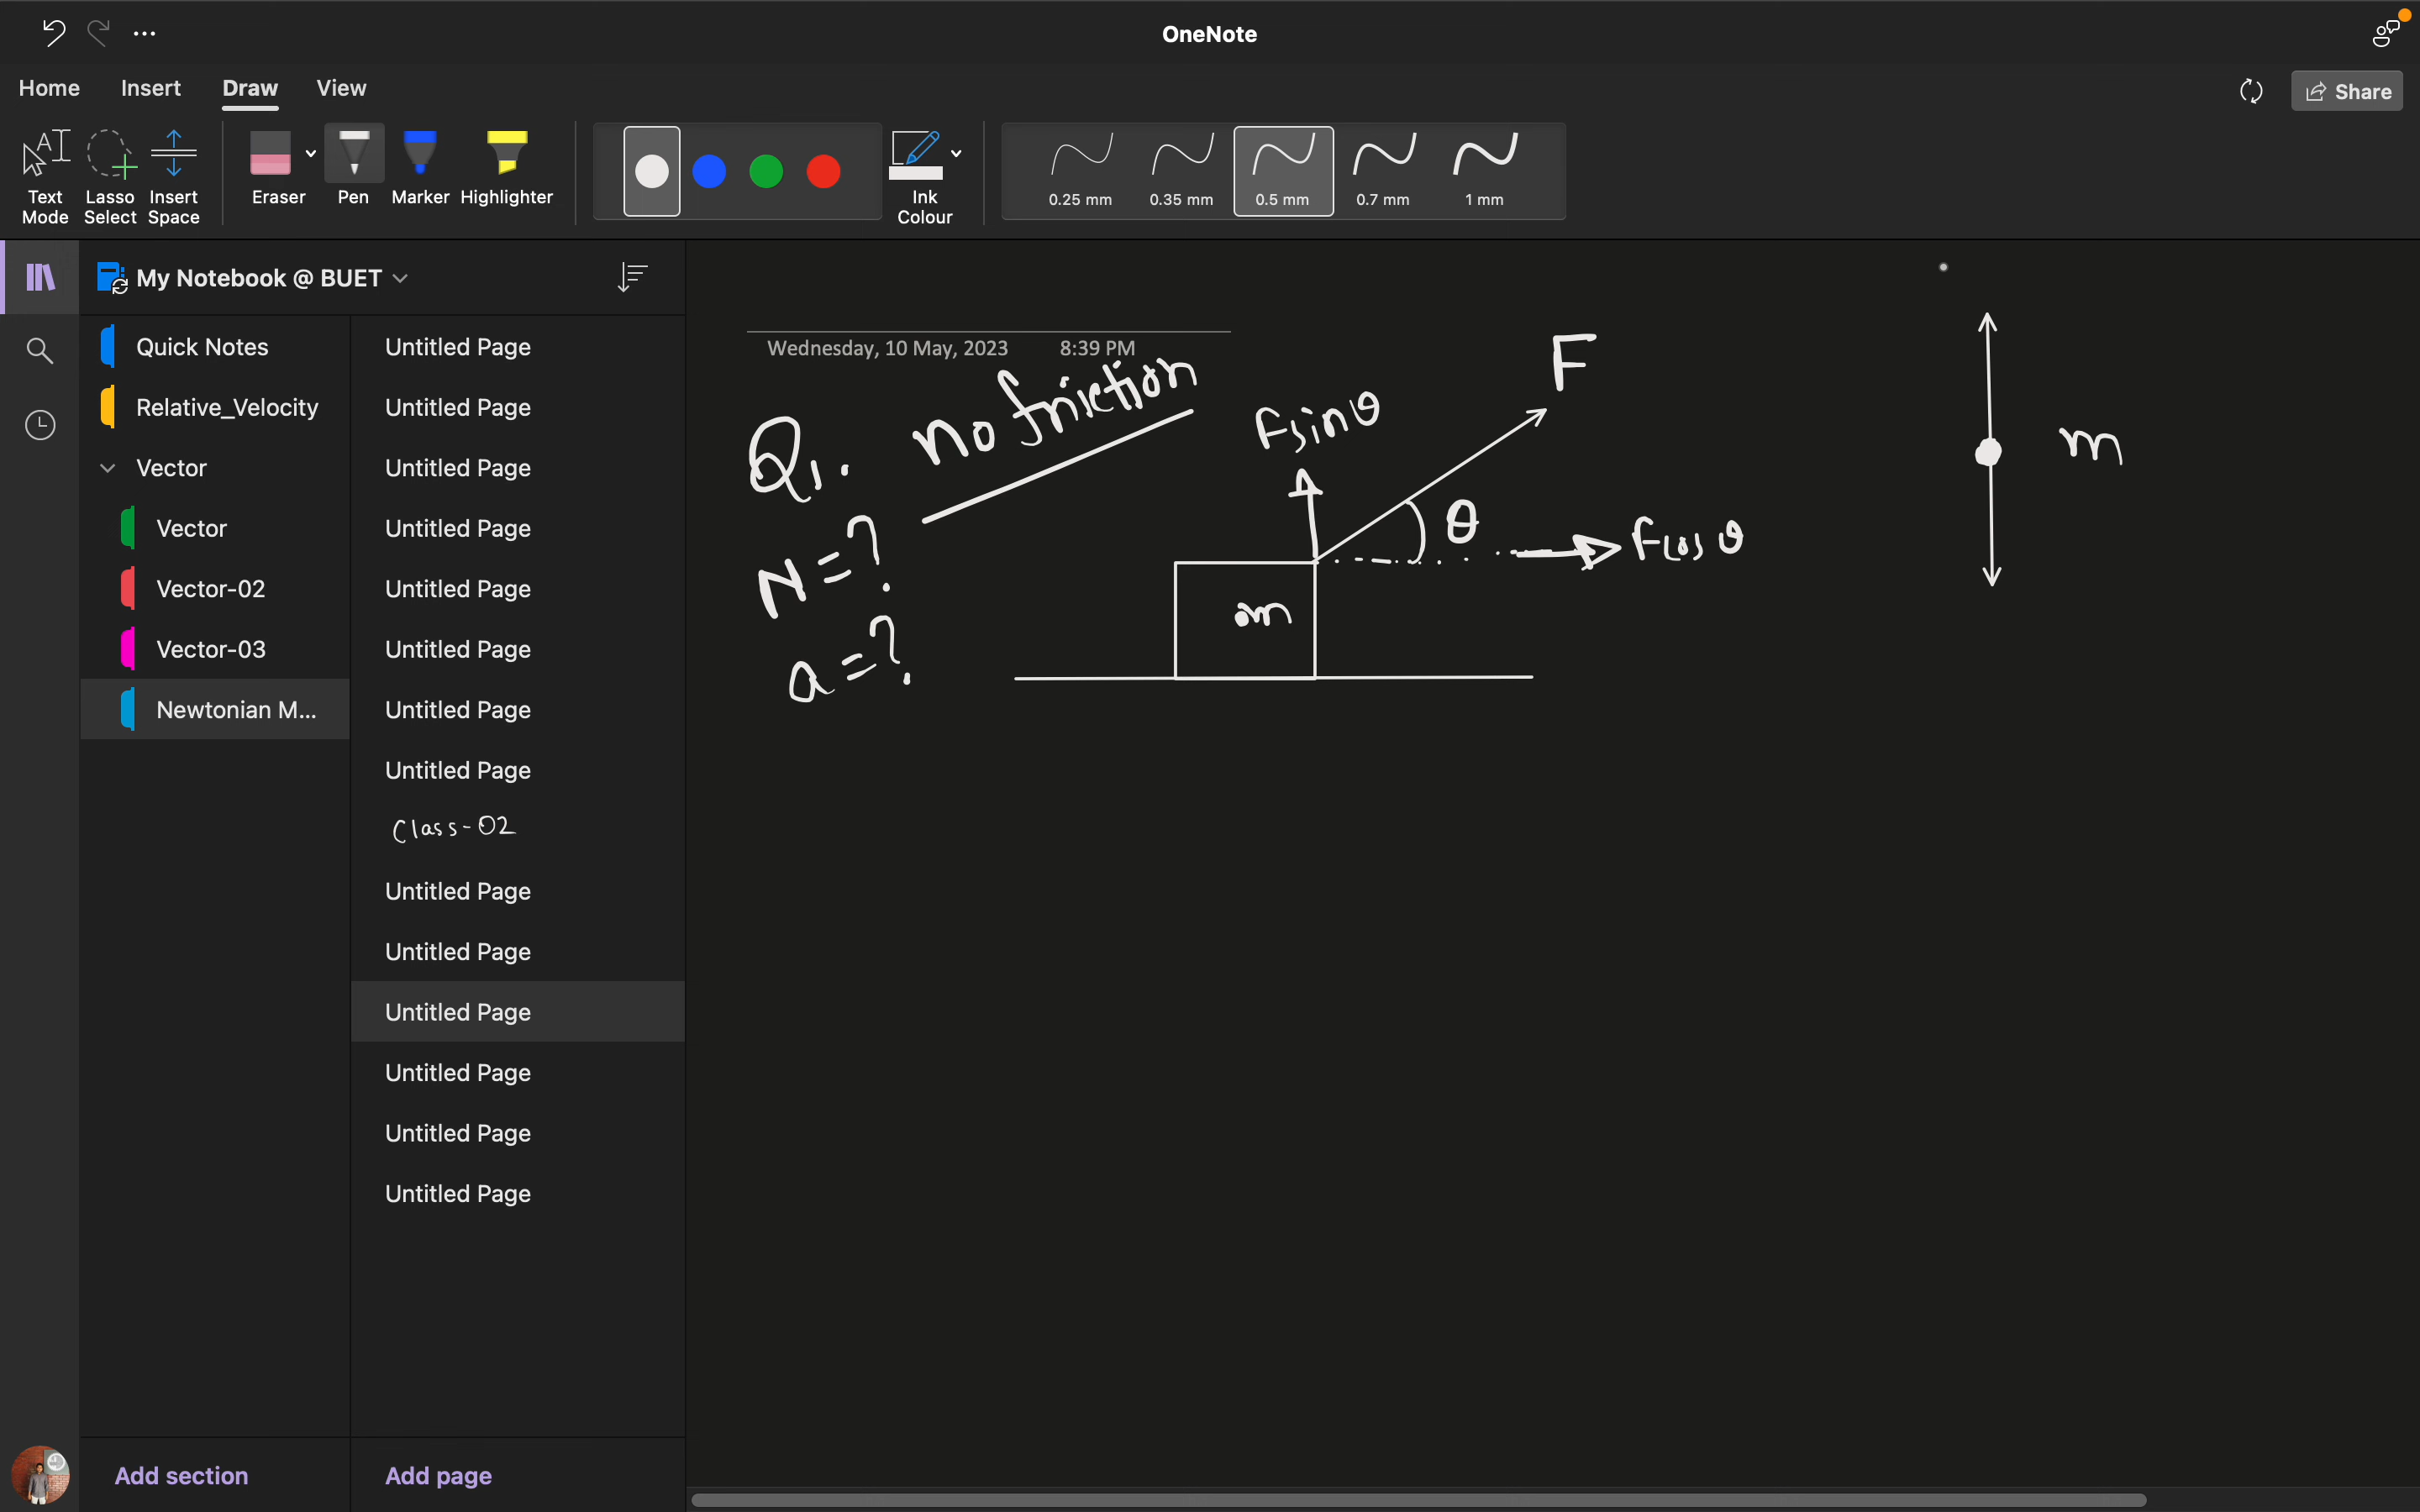 OneNote
Home Insert Draw View
Share
Text Mode
Lasso Select
Insert Space
Eraser
Pen
Marker
Highlighter
Ink Colour
0.25 mm
0.35 mm
0.5 mm
0.7 mm
1 mm
My Notebook @ BUET
Quick Notes
Relative_Velocity
Vector
Vector
Vector-02
Vector-03
Newtonian M...
Add section
Untitled Page
Untitled Page
Untitled Page
Untitled Page
Untitled Page
Untitled Page
Untitled Page
Untitled Page
Class-02
Untitled Page
Untitled Page
Untitled Page
Untitled Page
Untitled Page
Untitled Page
Add page
Wednesday, 10 May, 2023 8:39 PM
Q1. no friction
N=?
a=?
Fsinθ
F
θ
Fcosθ
m
m